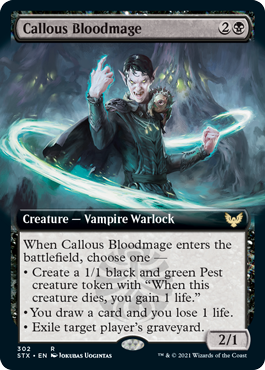 Callous Bloodmage 2
Creature — Vampire Warlock
When Callous Bloodmage enters the
battlefield, choose one —
• Create a 1/1 black and green Pest
creature token with "When this
creature dies, you gain 1 life."
• You draw a card and you lose 1 life.
• Exile target player's graveyard.
2/1
302 R
STX • EN JOKUBAS UOGINTAS
™ & © 2021 Wizards of the Coast